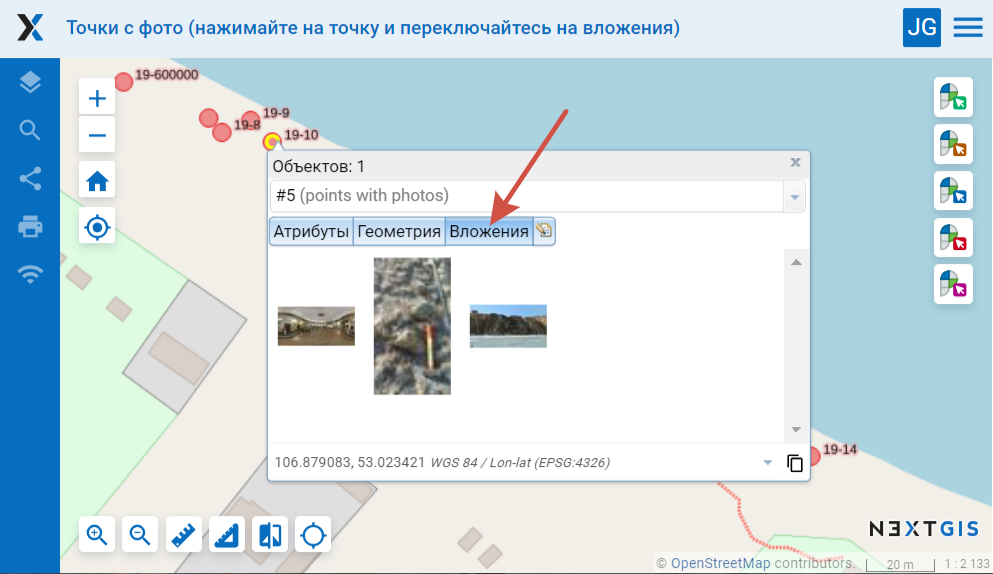 Точки с фото (нажимайте на точку и переключайтесь на вложения)
JG
19-600000
19-9
19-8
19-10
Объектов: 1
x
#5 (points with photos)
Атрибуты
Геометрия
Вложения
106.879083, 53.023421 WGS 84 / Lon-lat (EPSG:4326)
19-14
NEXTGIS
© OpenStreetMap contributors.
20 m
1 : 2 133